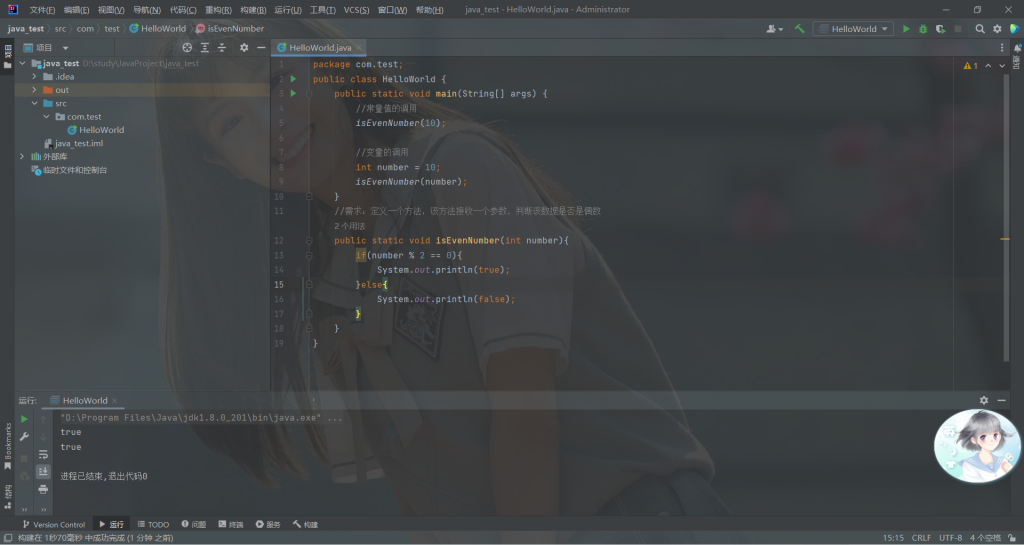 文件(F) 编辑(E) 视图(V) 导航(N) 代码(C) 重构(R) 构建(B) 运行(U) 工具(T) VCS(S) 窗口(W) 帮助(H) java_test - HelloWorld.java - Administrator
java_test src com test HelloWorld isEvenNumber HelloWorld
项目 HelloWorld.java
java_test D:\study\JavaProject\java_test
.idea
out
src
com.test
HelloWorld
java_test.iml
外部库
临时文件和控制台
项目
通知
1
1 package com.test;
2 public class HelloWorld {
3 public static void main(String[] args) {
4 //常量值的调用
5 isEvenNumber(10);
6
7 //变量的调用
8 int number = 10;
9 isEvenNumber(number);
10 }
11 //需求，定义一个方法，该方法接收一个参数，判断该数据是否是偶数
2 个用法
12 public static void isEvenNumber(int number){
13 if(number % 2 == 0){
14 System.out.println(true);
15 }else{
16 System.out.println(false);
17 }
18 }
19 }
运行: HelloWorld
"D:\Program Files\Java\jdk1.8.0_201\bin\java.exe" ...
true
true
进程已结束,退出代码0
Bookmarks
结构
Version Control 运行 TODO 问题 终端 服务 构建
构建在 1秒70毫秒 中成功完成 (1 分钟 之前) 15:15 CRLF UTF-8 4 个空格